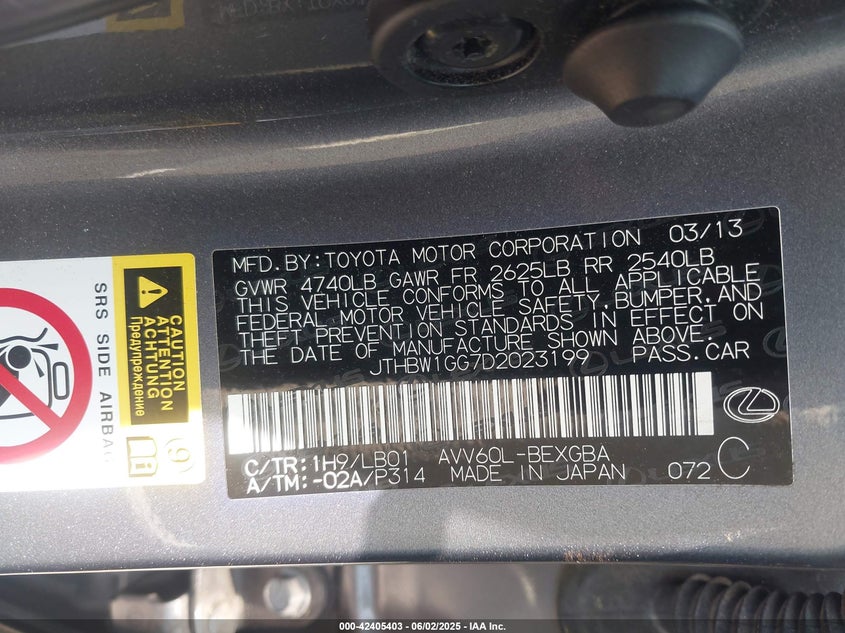 MFD.BY:TOYOTA MOTOR CORPORATION 03/13
GVWR 4740LB GAWR FR 2625LB RR 2540LB
THIS VEHICLE CONFORMS TO ALL APPLICABLE
FEDERAL MOTOR VEHICLE SAFETY,BUMPER,AND
THEFT PREVENTION STANDARDS IN EFFECT ON
THE DATE OF MANUFACTURE SHOWN ABOVE.
JTHBW1GG7D2023199 PASS.CAR
C/TR:1H9/LB01 AVV60L-BEXGBA
A/TM:-02A/P314 MADE IN JAPAN 072 C
SRS SIDE AIRBAG
CAUTION
ATTENTION
ACHTUNG
Предупреждение
(9)
000-42405403 - 06/02/2025 - IAA Inc.